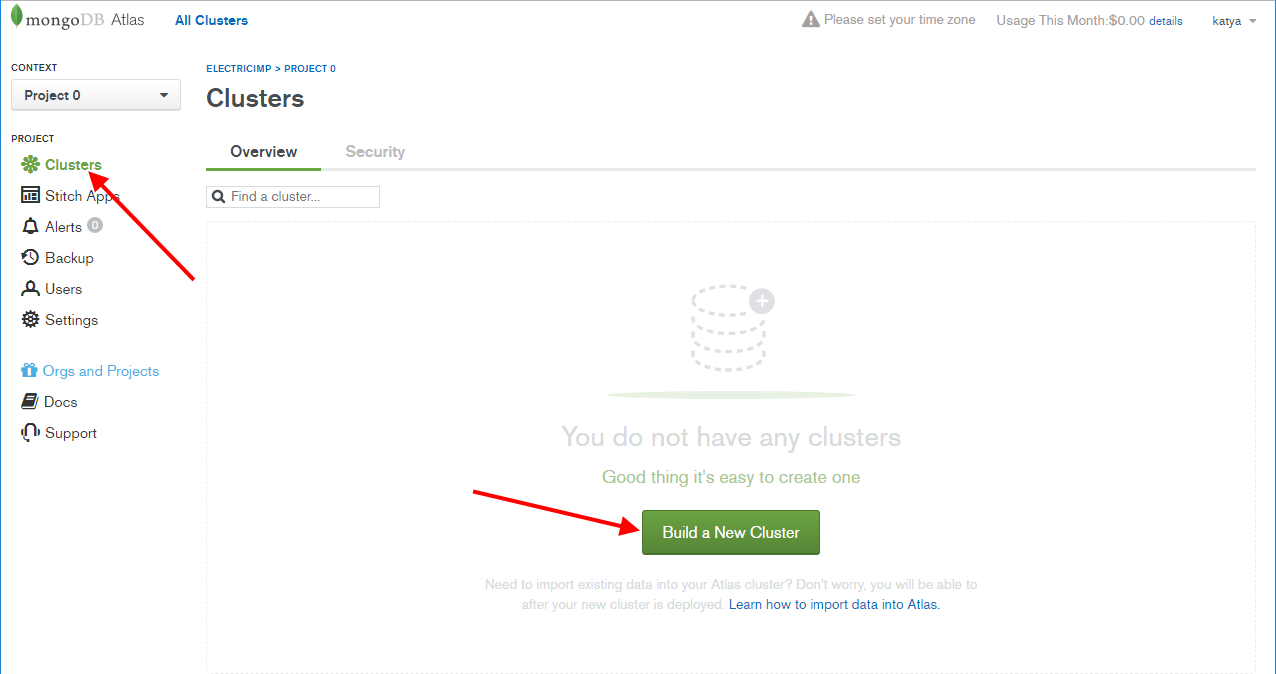 mongoDB Atlas All Clusters Please set your time zone Usage This Month:$0.00 details katya
CONTEXT
Project 0
PROJECT
Clusters
Stitch Apps
Alerts 0
Backup
Users
Settings
Orgs and Projects
Docs
Support
ELECTRICIMP > PROJECT 0
Clusters
Overview Security
Find a cluster...
You do not have any clusters
Good thing it's easy to create one
Build a New Cluster
Need to import existing data into your Atlas cluster? Don't worry, you will be able to
after your new cluster is deployed. Learn how to import data into Atlas.